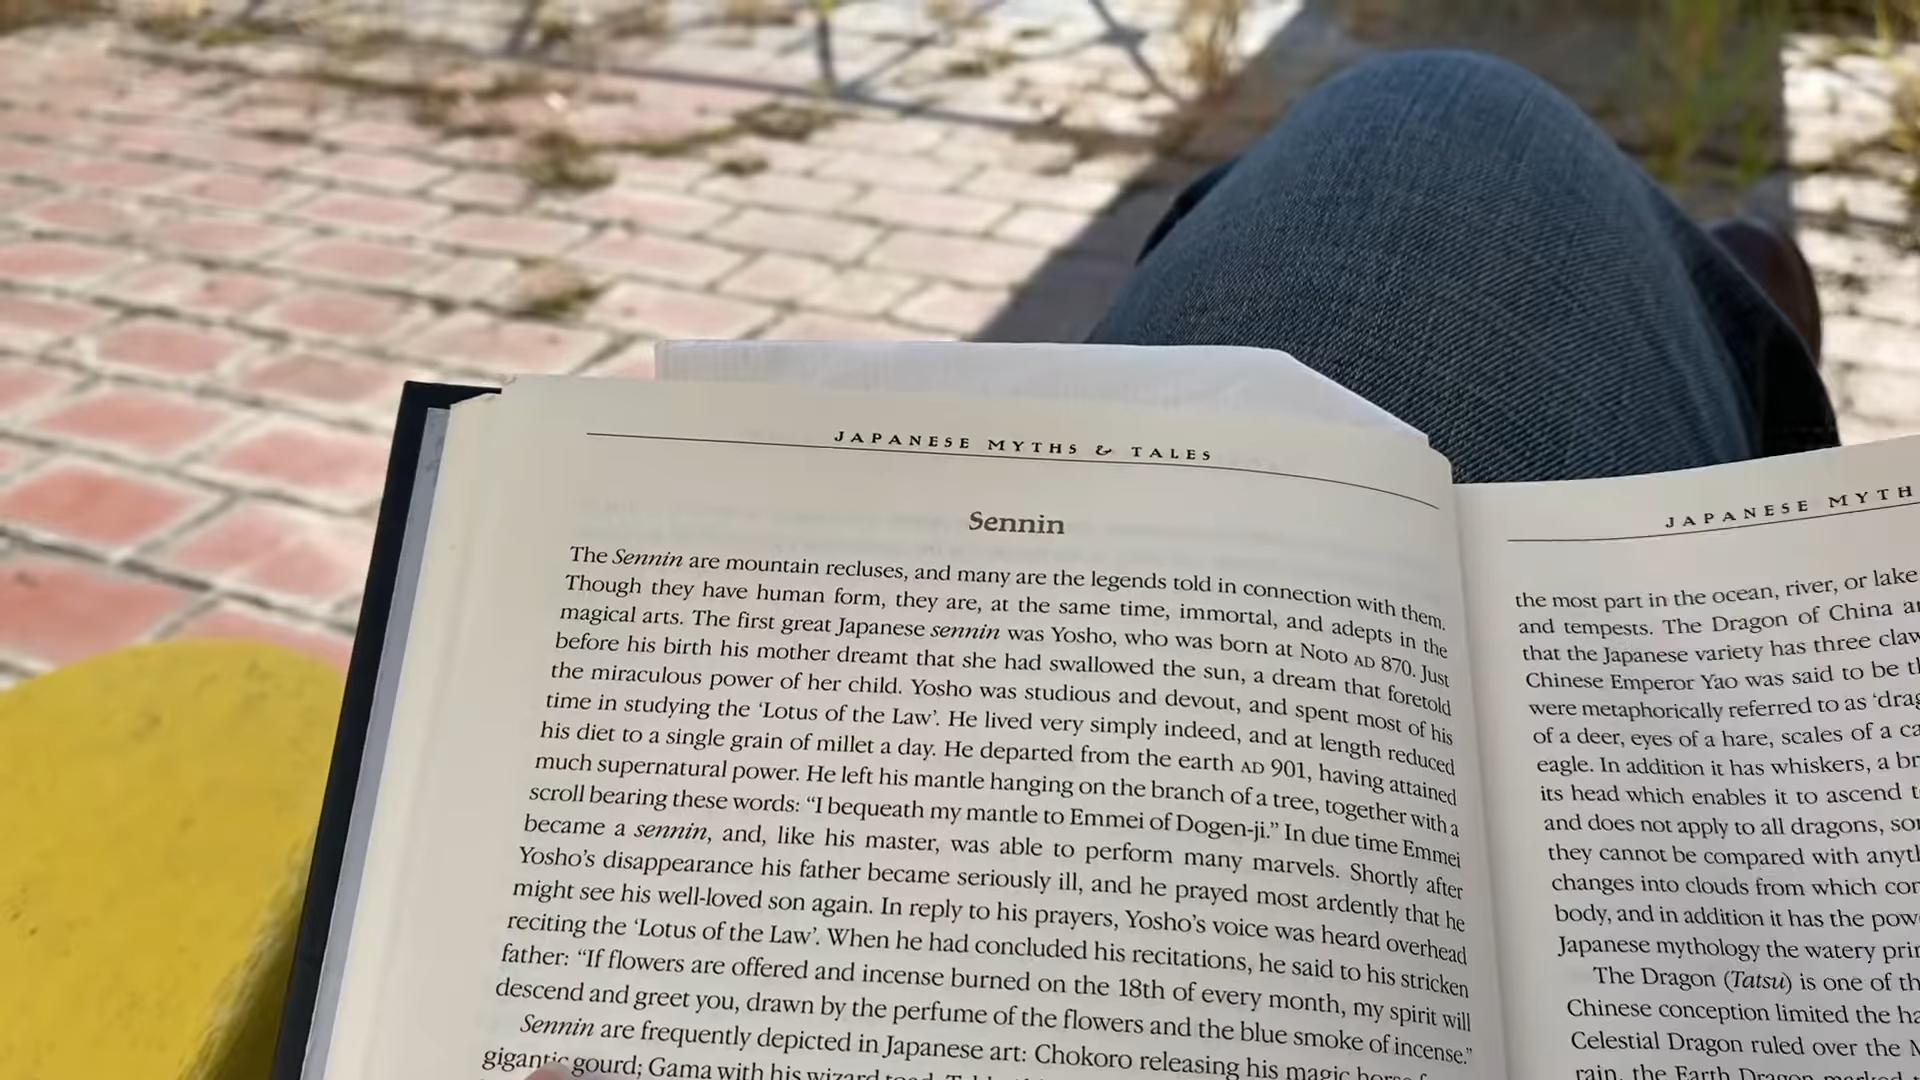 JAPANESE MYTHS & TALES
Sennin
The Sennin are mountain recluses, and many are the legends told in connection with them.
Though they have human form, they are, at the same time, immortal, and adepts in the
magical arts. The first great Japanese sennin was Yosho, who was born at Noto AD 870. Just
before his birth his mother dreamt that she had swallowed the sun, a dream that foretold
the miraculous power of her child. Yosho was studious and devout, and spent most of his
time in studying the ‘Lotus of the Law’. He lived very simply indeed, and at length reduced
his diet to a single grain of millet a day. He departed from the earth AD 901, having attained
much supernatural power. He left his mantle hanging on the branch of a tree, together with a
scroll bearing these words: “I bequeath my mantle to Emmei of Dogen-ji.” In due time Emmei
became a sennin, and, like his master, was able to perform many marvels. Shortly after
Yosho’s disappearance his father became seriously ill, and he prayed most ardently that he
might see his well-loved son again. In reply to his prayers, Yosho’s voice was heard overhead
reciting the ‘Lotus of the Law’. When he had concluded his recitations, he said to his stricken
father: “If flowers are offered and incense burned on the 18th of every month, my spirit will
descend and greet you, drawn by the perfume of the flowers and the blue smoke of incense.”
Sennin are frequently depicted in Japanese art: Chokoro releasing his magic
gigantic gourd; Gama with his wizard
JAPANESE MYTH
the most part in the ocean, river, or lake
and tempests. The Dragon of China
that the Japanese variety has three
Chinese Emperor Yao was said to be
were metaphorically referred to as
of a deer, eyes of a hare, scales of a
eagle. In addition it has whiskers, a
its head which enables it to ascend
and does not apply to all dragons,
they cannot be compared with
changes into clouds from which
body, and in addition it has the
Japanese mythology the watery
The Dragon (Tatsu) is one of
Chinese conception limited the
Celestial Dragon ruled over the
rain, the Earth Dragon